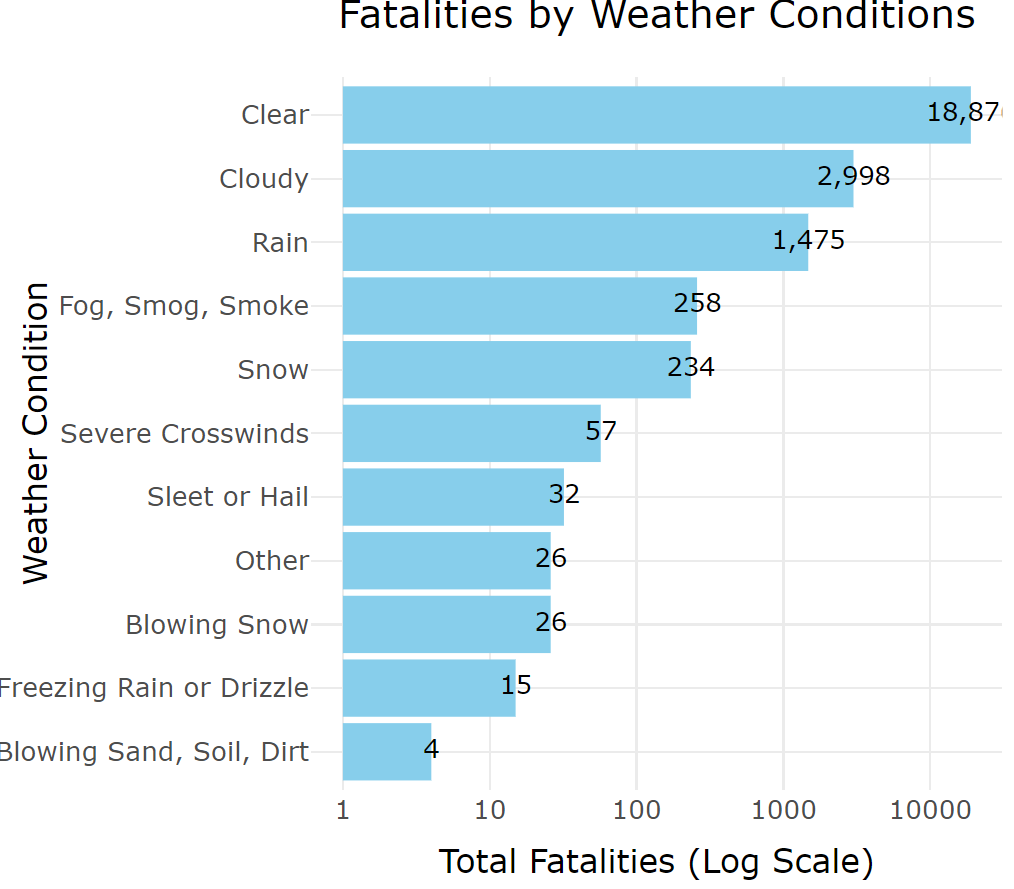 Fatalities by Weather Conditions
Weather Condition
Clear
Cloudy
2,998
Rain
1,475
Fog, Smog, Smoke
258
Snow
234
Severe Crosswinds
57
Sleet or Hail
32
Other
26
Blowing Snow
26
Freezing Rain or Drizzle
15
Blowing Sand, Soil, Dirt
4
1 10 100 1000 10000
Total Fatalities (Log Scale)